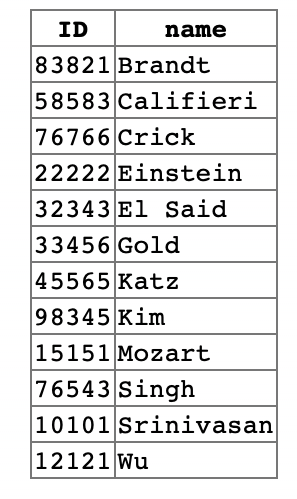 ID name
83821 Brandt
58583 Califieri
76766 Crick
22222 Einstein
32343 El Said
33456 Gold
45565 Katz
98345 Kim
15151 Mozart
76543 Singh
10101 Srinivasan
12121 Wu